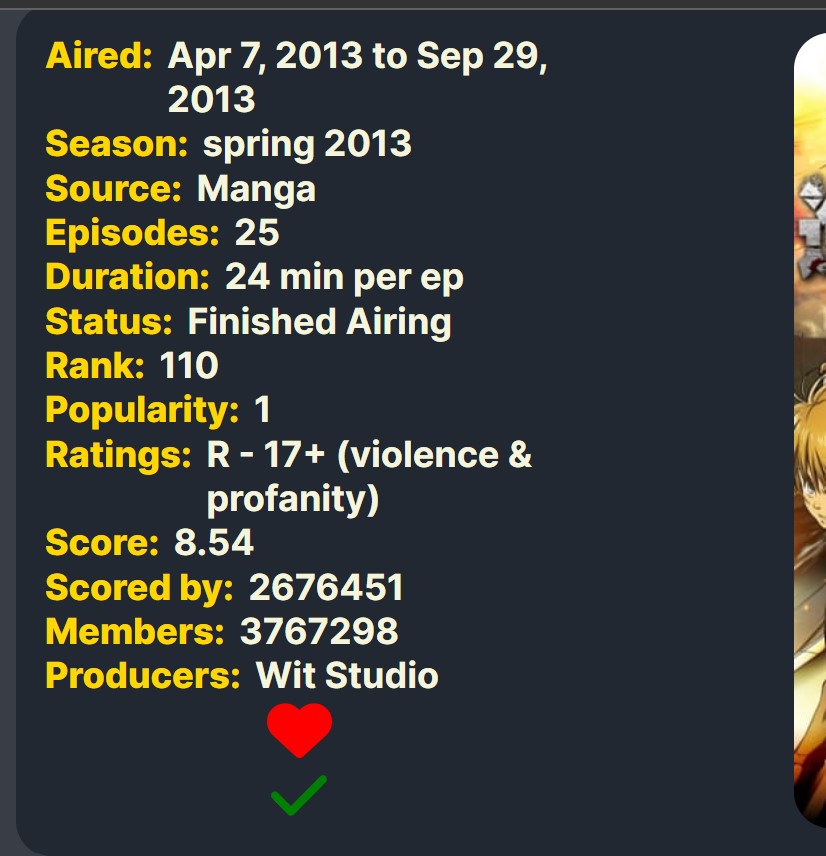 Aired: Apr 7, 2013 to Sep 29,
2013
Season: spring 2013
Source: Manga
Episodes: 25
Duration: 24 min per ep
Status: Finished Airing
Rank: 110
Popularity: 1
Ratings: R - 17+ (violence &
profanity)
Score: 8.54
Scored by: 2676451
Members: 3767298
Producers: Wit Studio